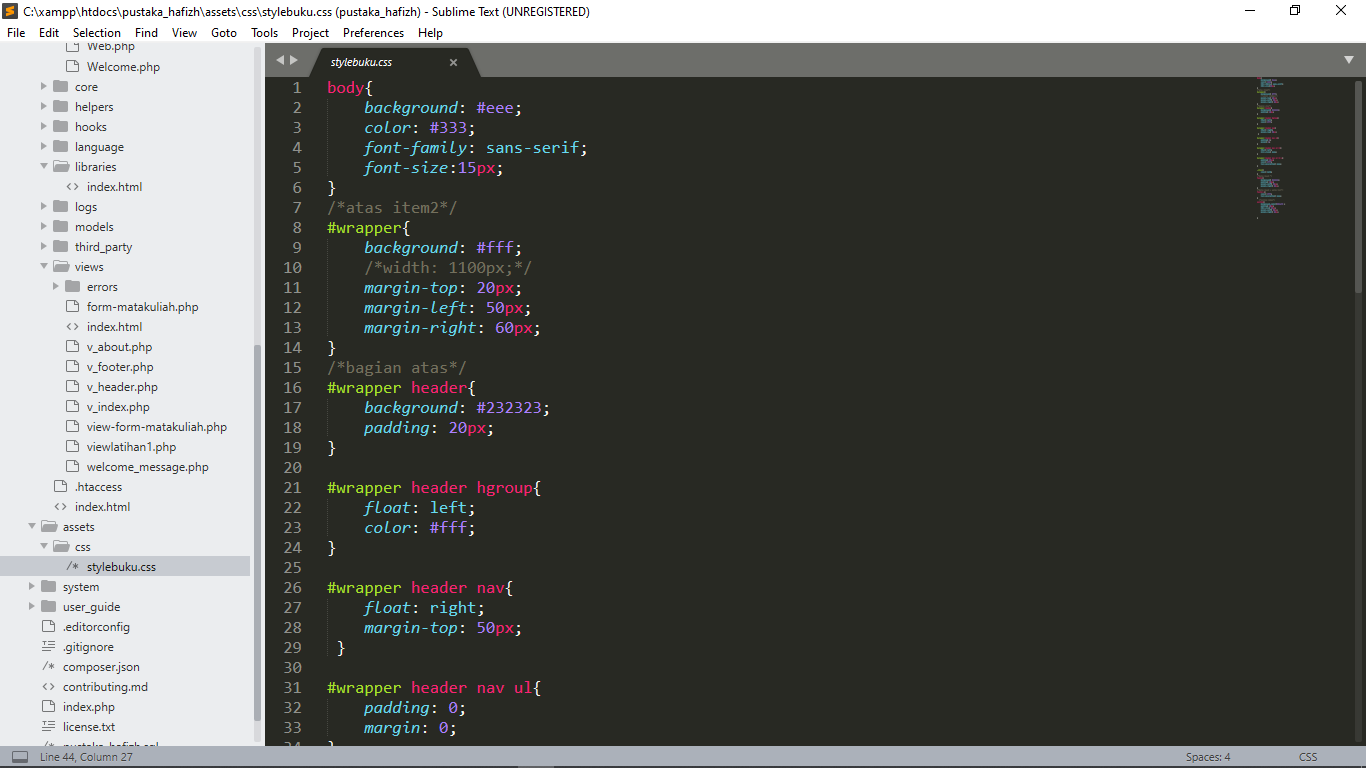 C:\xampp\htdocs\pustaka_hafizh\assets\css\stylebuku.css (pustaka_hafizh) - Sublime Text (UNREGISTERED)
File Edit Selection Find View Goto Tools Project Preferences Help
Web.php
Welcome.php
core
helpers
hooks
language
libraries
<> index.html
logs
models
third_party
views
errors
form-matakuliah.php
<> index.html
v_about.php
v_footer.php
v_header.php
v_index.php
view-form-matakuliah.php
viewlatihan1.php
welcome_message.php
.htaccess
<> index.html
assets
css
/* stylebuku.css
system
user_guide
.editorconfig
.gitignore
/* composer.json
<> contributing.md
index.php
license.txt
/* pustaka_hafizh.sql
stylebuku.css
1 body{
2 background: #eee;
3 color: #333;
4 font-family: sans-serif;
5 font-size:15px;
6 }
7 /*atas item2*/
8 #wrapper{
9 background: #fff;
10 /*width: 1100px;*/
11 margin-top: 20px;
12 margin-left: 50px;
13 margin-right: 60px;
14 }
15 /*bagian atas*/
16 #wrapper header{
17 background: #232323;
18 padding: 20px;
19 }
20
21 #wrapper header hgroup{
22 float: left;
23 color: #fff;
24 }
25
26 #wrapper header nav{
27 float: right;
28 margin-top: 50px;
29 }
30
31 #wrapper header nav ul{
32 padding: 0;
33 margin: 0;
34 }
Line 44, Column 27
Spaces: 4
CSS